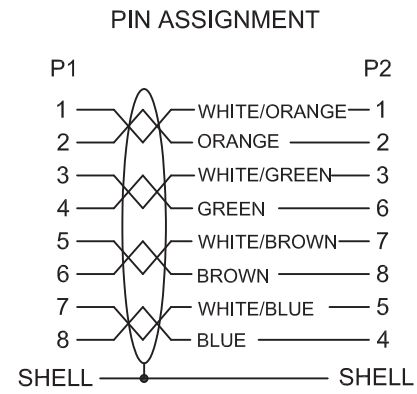 PIN ASSIGNMENT
P1 P2
1 WHITE/ORANGE 1
2 ORANGE 2
3 WHITE/GREEN 3
4 GREEN 6
5 WHITE/BROWN 7
6 BROWN 8
7 WHITE/BLUE 5
8 BLUE 4
SHELL SHELL